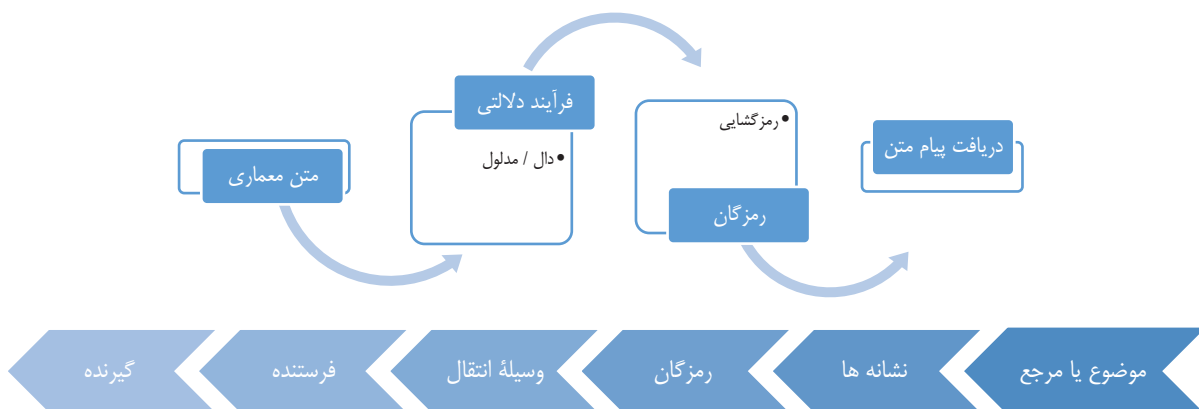 متن معماری
فرآیند دلالتی
•دال / مدلول
•رمزگشایی
رمزگان
دریافت پیام متن
موضوع یا مرجع
نشانه ها
رمزگان
وسیلهٔ انتقال
فرستنده
گیرنده